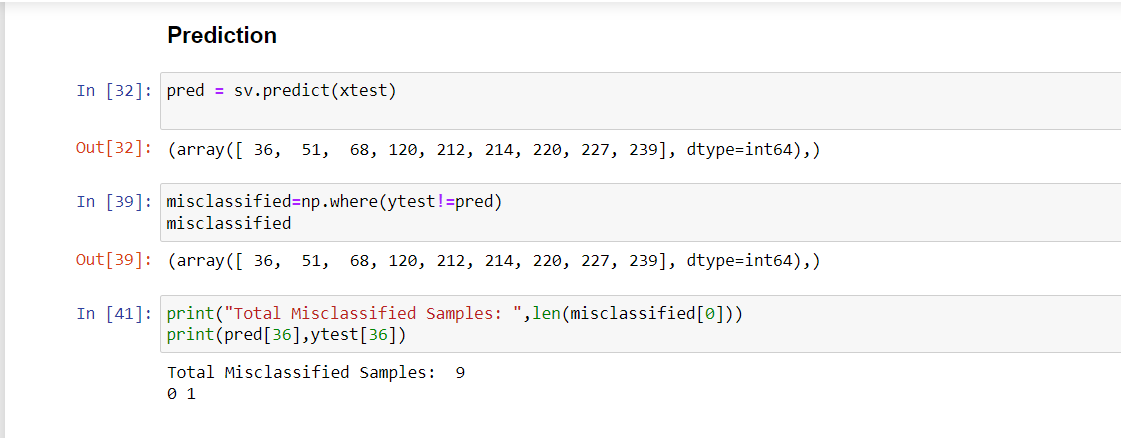 Prediction
In [32]: pred = sv.predict(xtest)
Out[32]: (array([ 36,  51,  68, 120, 212, 214, 220, 227, 239], dtype=int64),)
In [39]: misclassified=np.where(ytest!=pred)
misclassified
Out[39]: (array([ 36,  51,  68, 120, 212, 214, 220, 227, 239], dtype=int64),)
In [41]: print("Total Misclassified Samples: ",len(misclassified[0]))
print(pred[36],ytest[36])
Total Misclassified Samples:  9
0 1